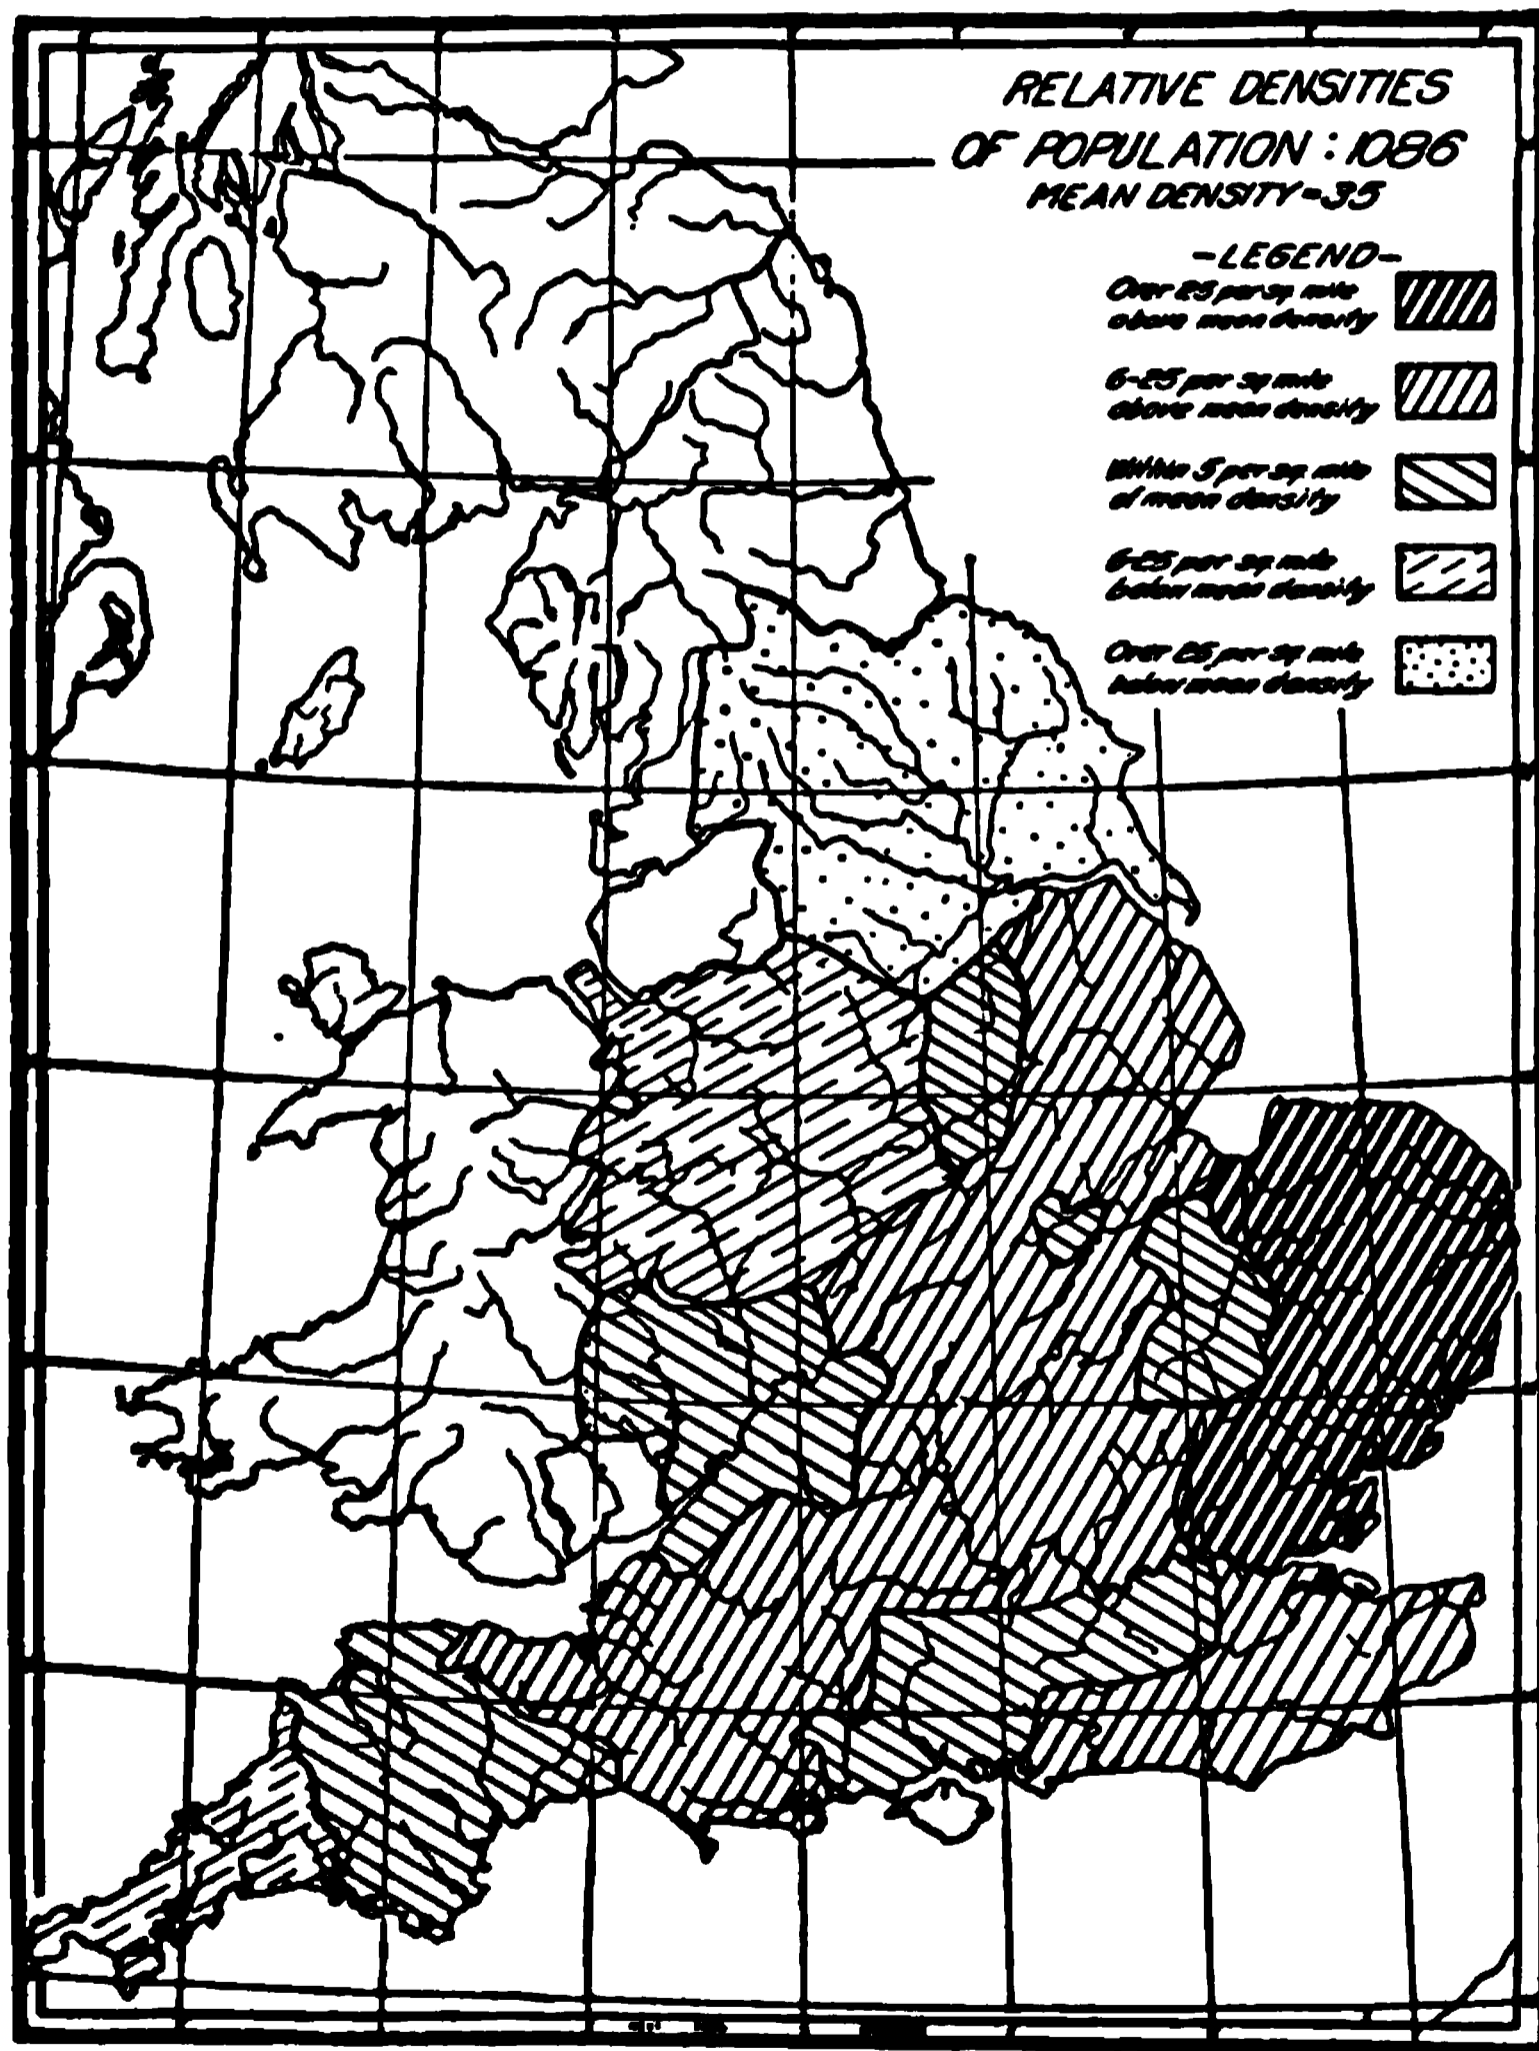 RELATIVE DENSITIES
OF POPULATION : 1086
MEAN DENSITY = 35
- LEGEND -
Over 25 per sq mile
above mean density
6-25 per sq mile
above mean density
Within 5 per sq mile
of mean density
6-25 per sq mile
below mean density
Over 25 per sq mile
below mean density